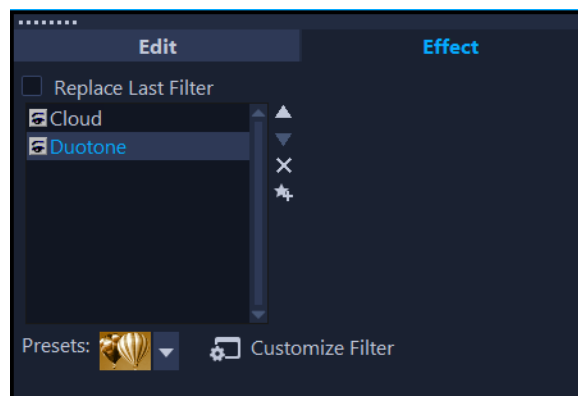 Edit Effect
Replace Last Filter
Cloud
Duotone
Presets: Customize Filter